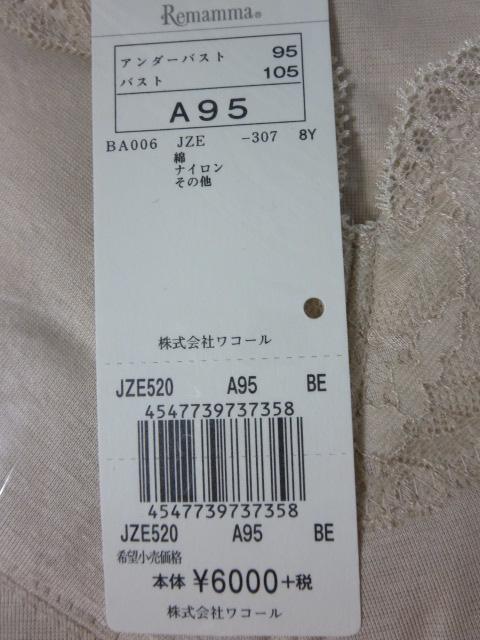 Remamma®
アンダーバスト 95
バスト 105
A95
BA006 JZE -307 8Y
綿
ナイロン
その他
株式会社ワコール
JZE520 A95 BE
4547739737358
4547739737358
JZE520 A95 BE
希望小売価格
本体 ¥6000+税
株式会社ワコール